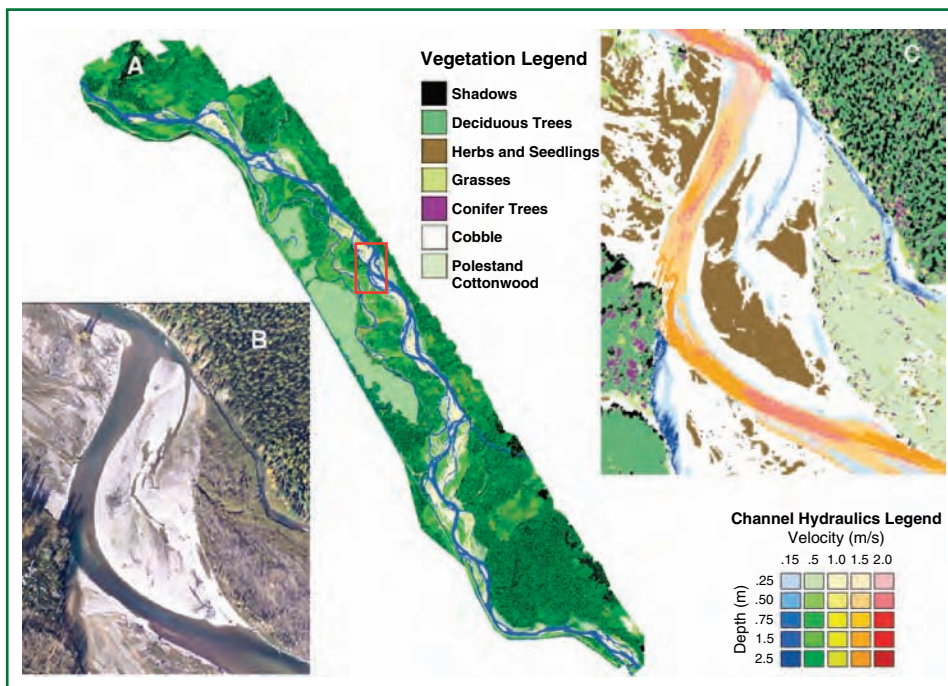 A
Vegetation Legend
Shadows
Deciduous Trees
Herbs and Seedlings
Grasses
Conifer Trees
Cobble
Polestand
Cottonwood
B
C
Channel Hydraulics Legend
Velocity (m/s)
.15 .5 1.0 1.5 2.0
Depth (m)
.25
.50
.75
1.5
2.5